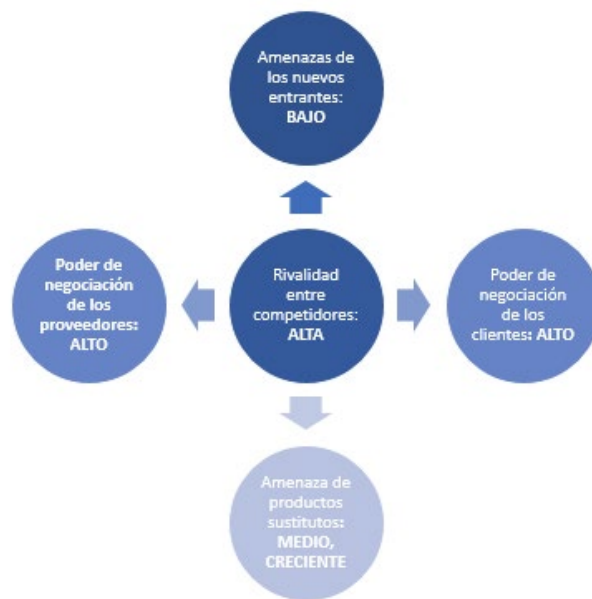 Amenazas de
los nuevos
entrantes:
BAJO
Poder de
negociación
de los
proveedores:
ALTO
Rivalidad
entre
competidores:
ALTA
Poder de
negociación
de los
clientes: ALTO
Amenaza de
productos
sustitutos:
MEDIO,
CRECIENTE